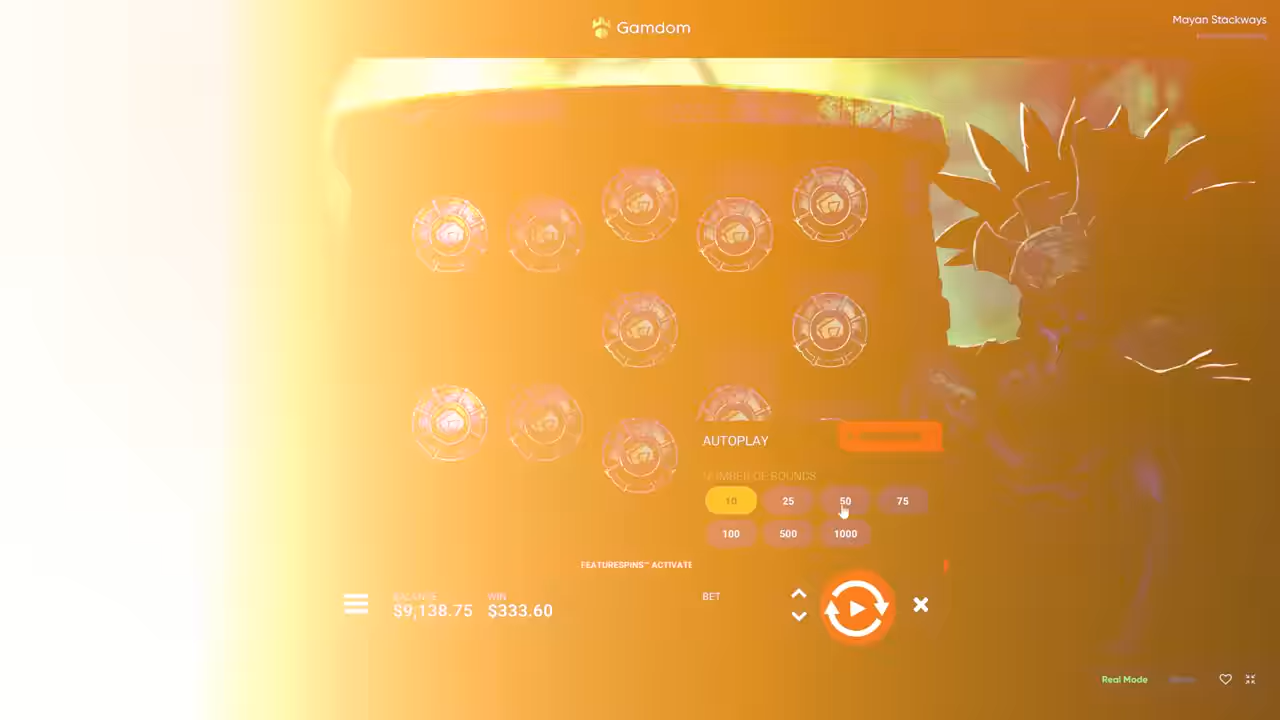 Gamdom
Mayan Stackways
AUTOPLAY
NUMBER OF ROUNDS
10 25 50 75
100 500 1000
FEATURESPINS™ ACTIVATE
BALANCE WIN BET
$9,138.75 $333.60
Real Mode